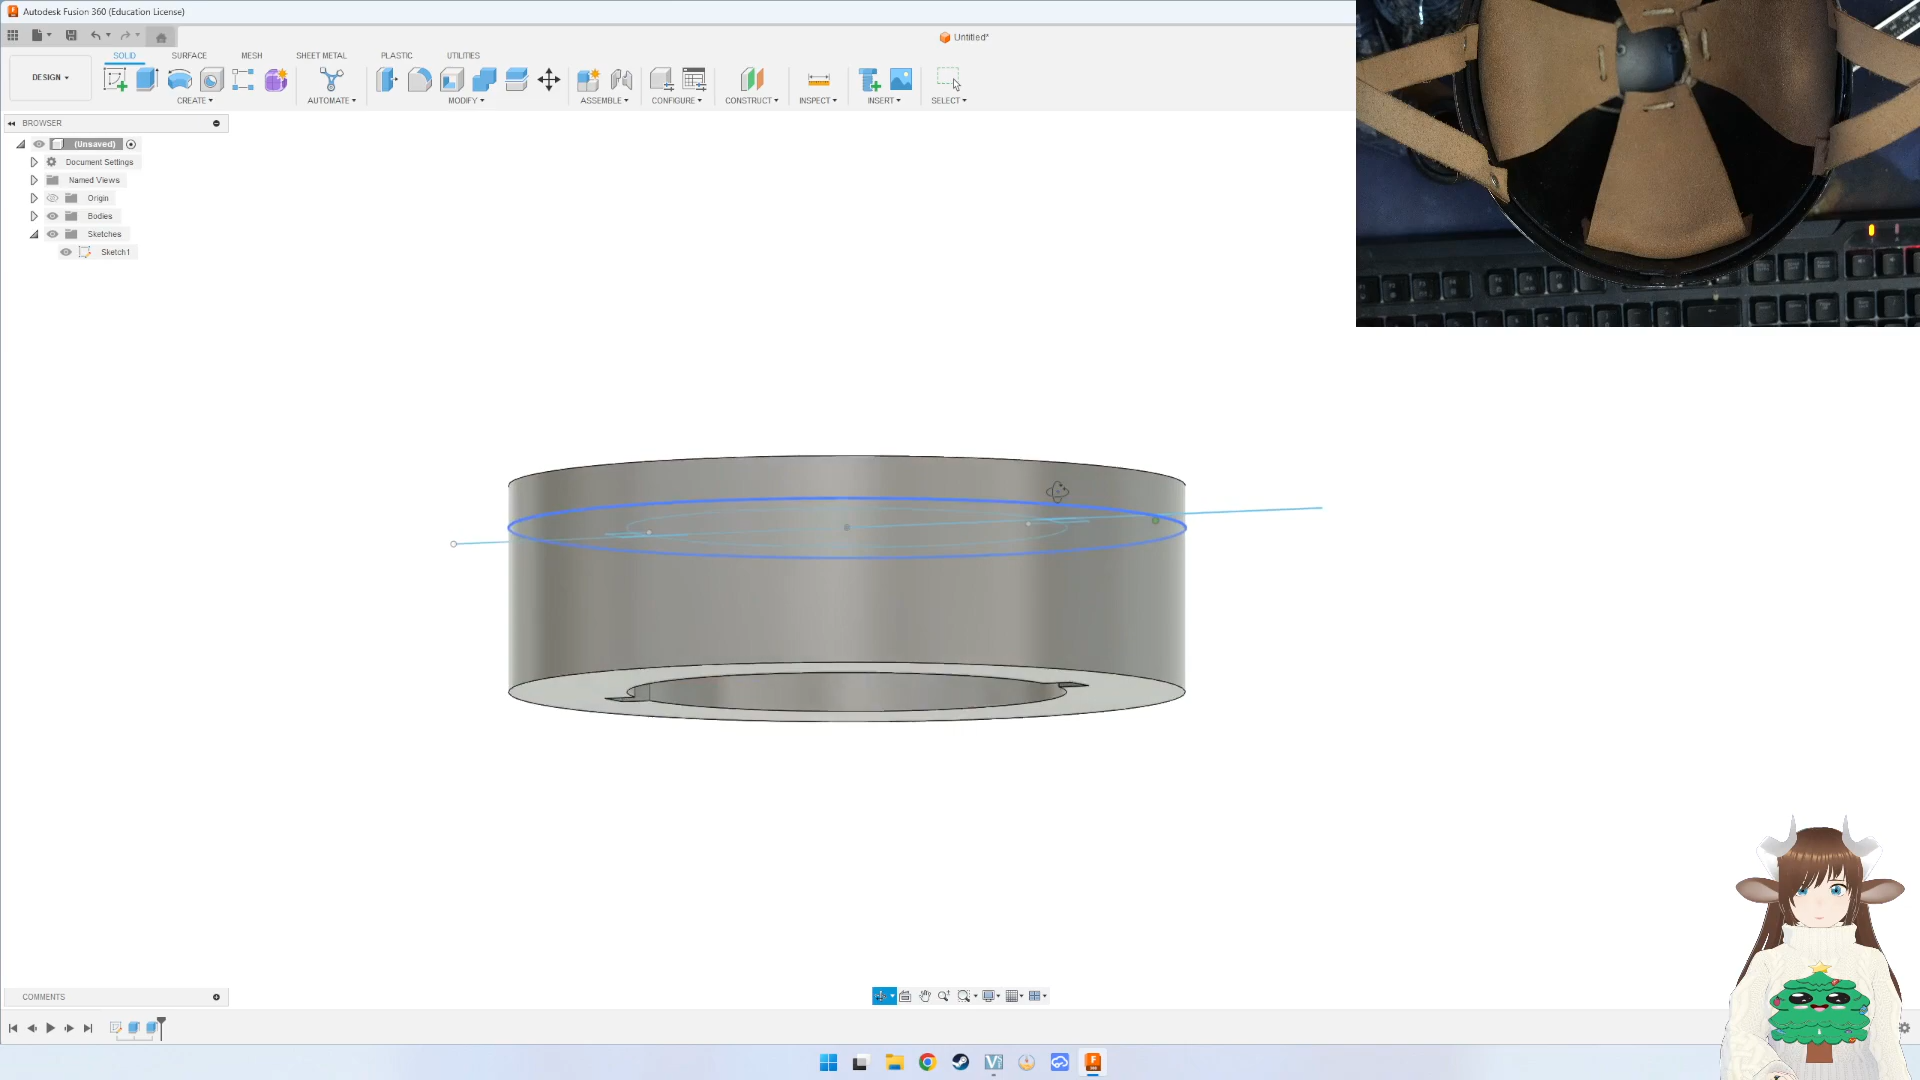 Autodesk Fusion 360 (Education License)
Untitled*
SOLID SURFACE MESH SHEET METAL PLASTIC UTILITIES
DESIGN
CREATE AUTOMATE MODIFY ASSEMBLE CONFIGURE CONSTRUCT INSPECT INSERT SELECT
BROWSER
(Unsaved)
Document Settings
Named Views
Origin
Bodies
Sketches
Sketch1
COMMENTS